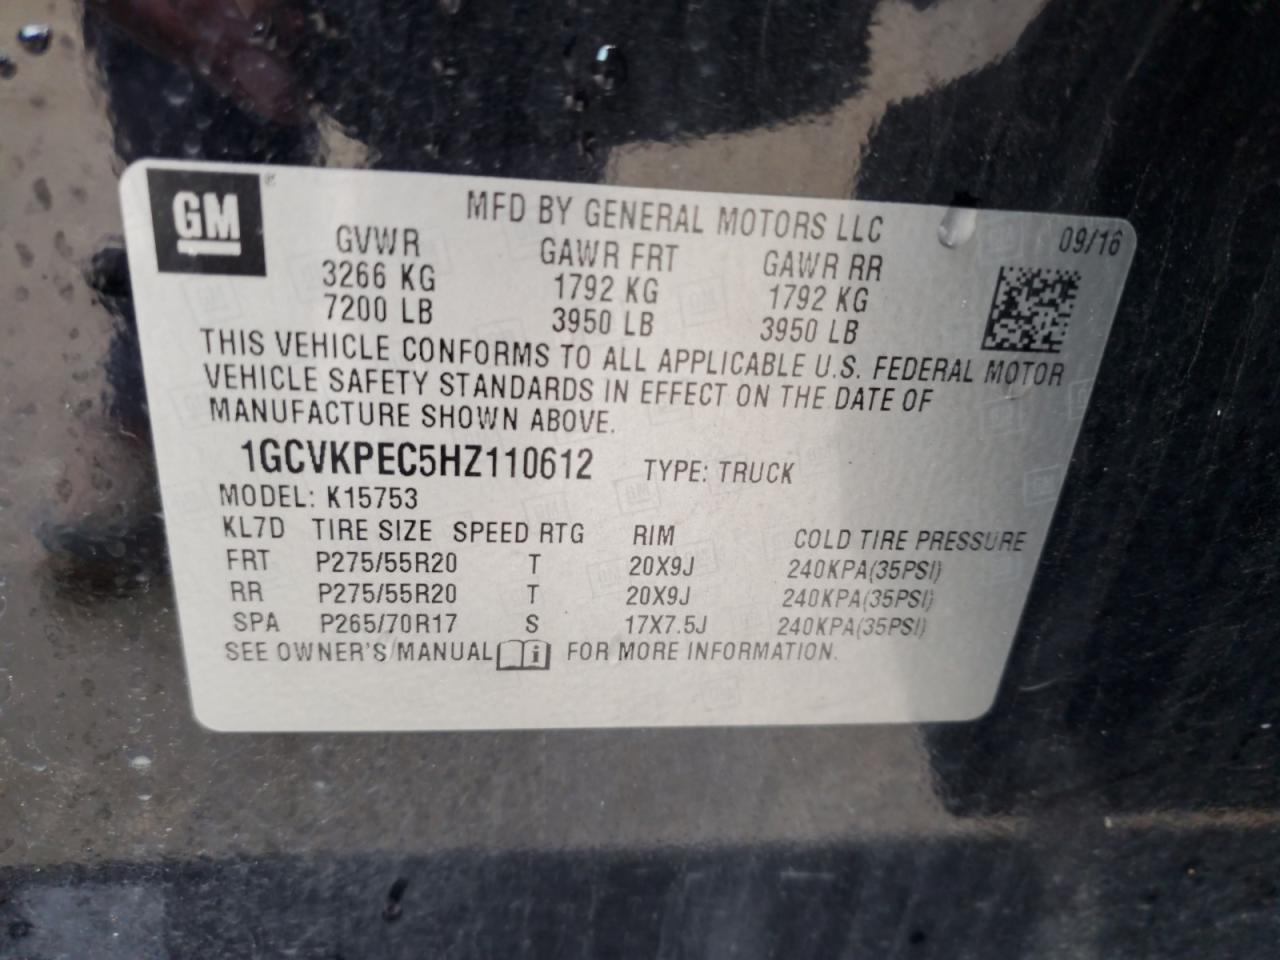 GM
MFD BY GENERAL MOTORS LLC 09/16
GVWR GAWR FRT GAWR RR
3266 KG 1792 KG 1792 KG
7200 LB 3950 LB 3950 LB
THIS VEHICLE CONFORMS TO ALL APPLICABLE U.S. FEDERAL MOTOR
VEHICLE SAFETY STANDARDS IN EFFECT ON THE DATE OF
MANUFACTURE SHOWN ABOVE.
1GCVKPEC5HZ110612 TYPE: TRUCK
MODEL: K15753
KL7D TIRE SIZE SPEED RTG RIM COLD TIRE PRESSURE
FRT P275/55R20 T 20X9J 240KPA(35PSI)
RR P275/55R20 T 20X9J 240KPA(35PSI)
SPA P265/70R17 S 17X7.5J 240KPA(35PSI)
SEE OWNER'S MANUAL i FOR MORE INFORMATION.